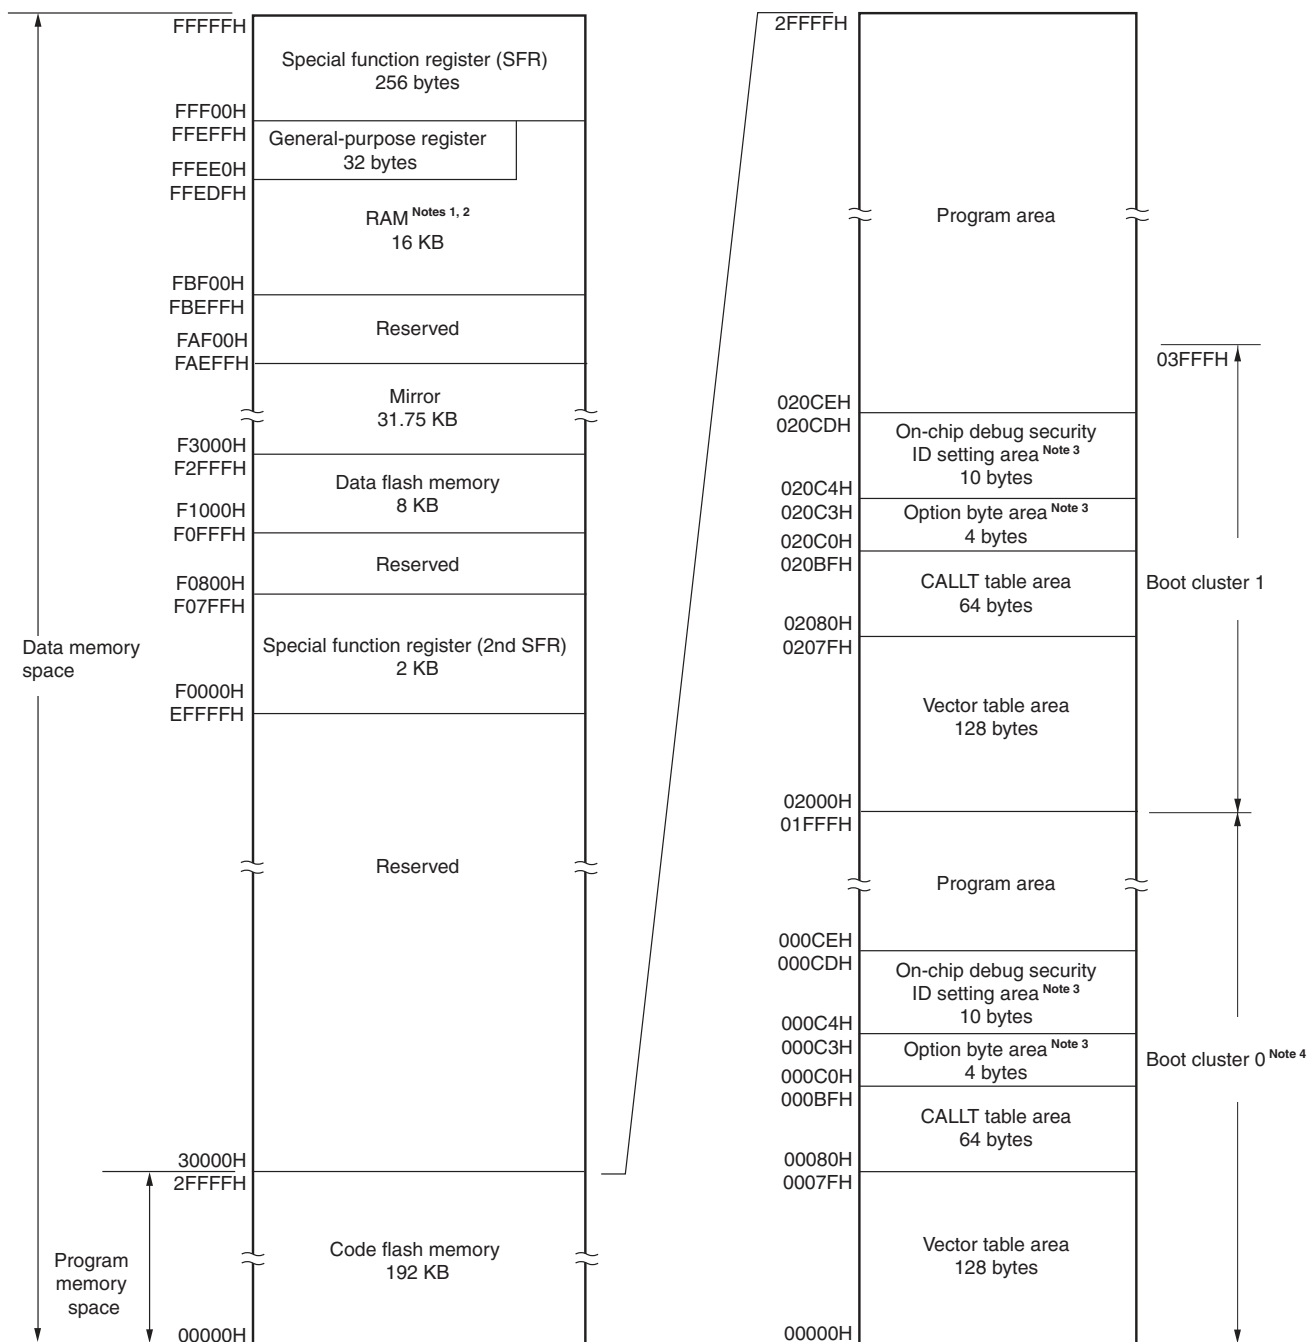 FFFFFH
Special function register (SFR)
256 bytes
FFF00H
FFEFFH
General-purpose register
32 bytes
FFEE0H
FFEDFH
RAM Notes 1, 2
16 KB
FBF00H
FBEFFH
Reserved
FAF00H
FAEFFH
Mirror
31.75 KB
F3000H
F2FFFH
Data flash memory
8 KB
F1000H
F0FFFH
Reserved
F0800H
F07FFH
Special function register (2nd SFR)
2 KB
F0000H
EFFFFH
Data memory
space
Reserved
30000H
2FFFFH
Code flash memory
192 KB
Program
memory
space
00000H
2FFFFH
Program area
03FFFH
020CEH
020CDH
On-chip debug security
ID setting area Note 3
10 bytes
020C4H
020C3H
Option byte area Note 3
4 bytes
020C0H
020BFH
CALLT table area
64 bytes
Boot cluster 1
02080H
0207FH
Vector table area
128 bytes
02000H
01FFFH
Program area
000CEH
000CDH
On-chip debug security
ID setting area Note 3
10 bytes
000C4H
000C3H
Option byte area Note 3
4 bytes
Boot cluster 0 Note 4
000C0H
000BFH
CALLT table area
64 bytes
00080H
0007FH
Vector table area
128 bytes
00000H